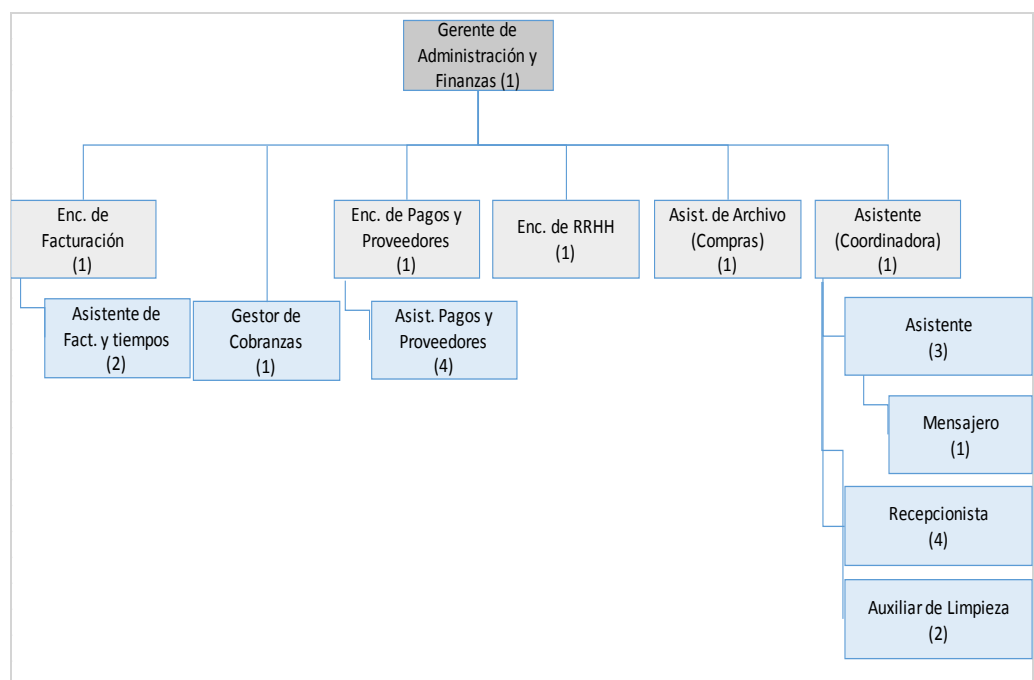 Gerente de
Administración y
Finanzas (1)
Enc. de
Facturación
(1)
Enc. de Pagos y
Proveedores
(1)
Enc. de RRHH
(1)
Asist. de Archivo
(Compras)
(1)
Asistente
(Coordinadora)
(1)
Asistente de
Fact. y tiempos
(2)
Gestor de
Cobranzas
(1)
Asist. Pagos y
Proveedores
(4)
Asistente
(3)
Mensajero
(1)
Recepcionista
(4)
Auxiliar de Limpieza
(2)